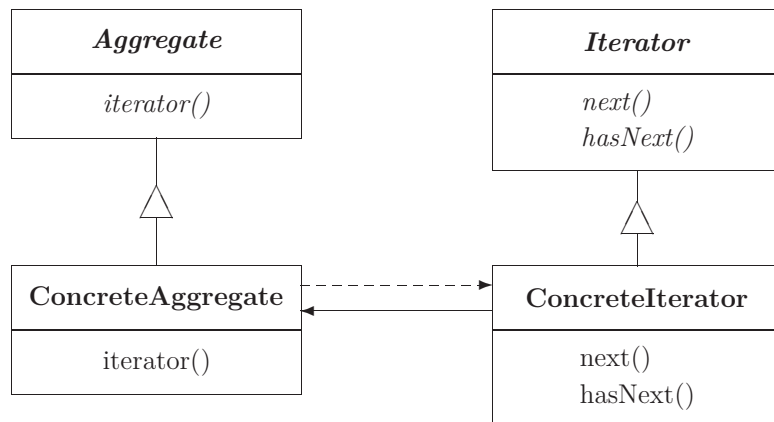 Aggregate
iterator()
Iterator
next()
hasNext()
ConcreteAggregate
iterator()
ConcreteIterator
next()
hasNext()